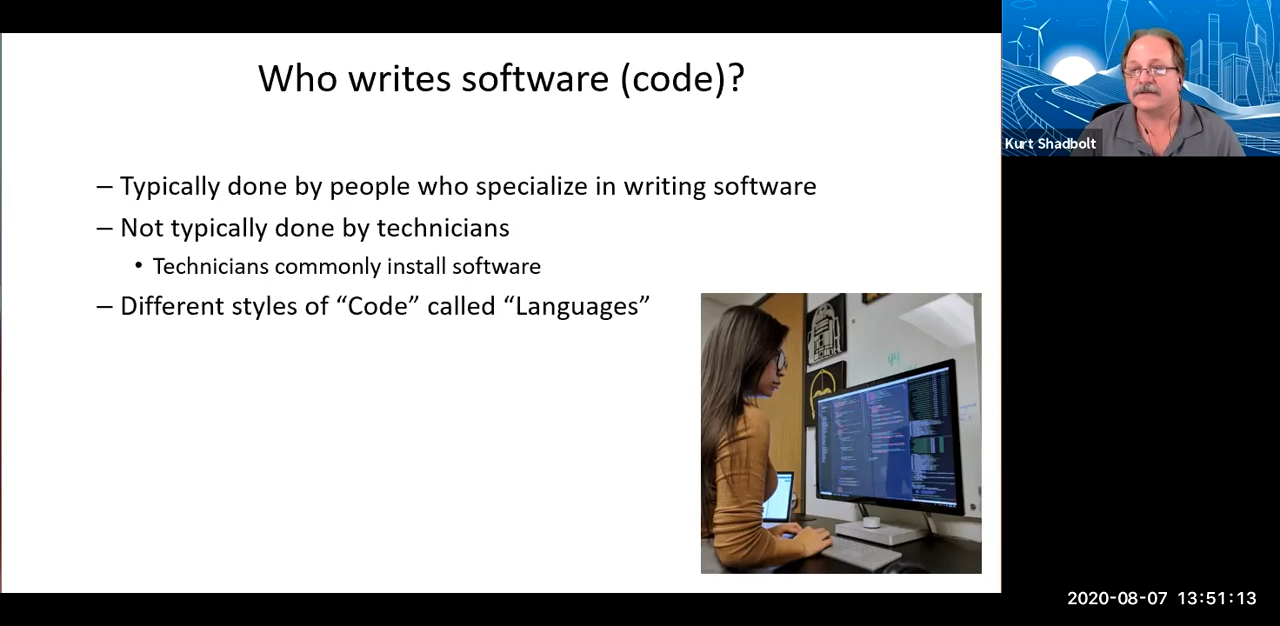 Who writes software (code)?
– Typically done by people who specialize in writing software
– Not typically done by technicians
• Technicians commonly install software
– Different styles of “Code” called “Languages”
Kurt Shadbolt
44
2020-08-07 13:51:13